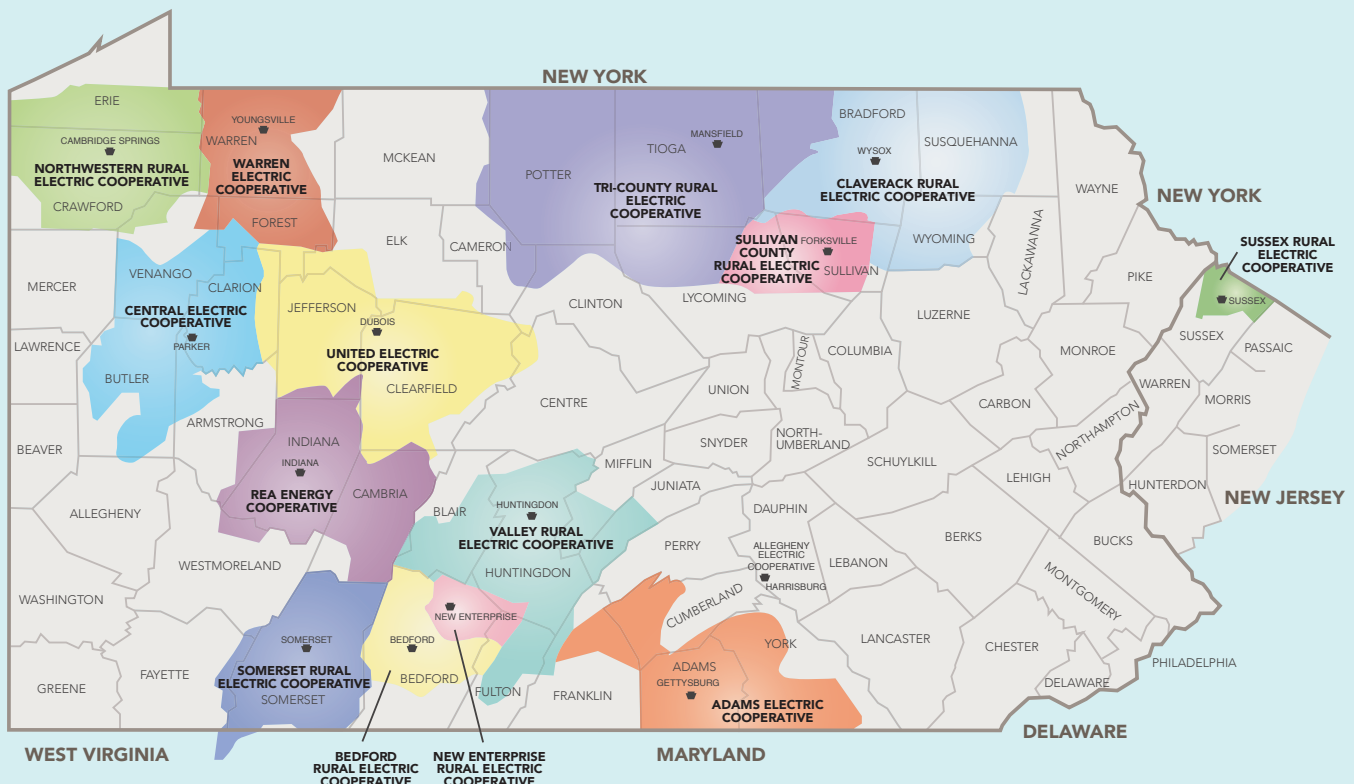 NEW YORK
ERIE
CAMBRIDGE SPRINGS
NORTHWESTERN RURAL
ELECTRIC COOPERATIVE
CRAWFORD
YOUNGSVILLE
WARREN
WARREN
ELECTRIC
COOPERATIVE
FOREST
MCKEAN
ELK
CAMERON
POTTER
TIOGA
MANSFIELD
TRI-COUNTY RURAL
ELECTRIC
COOPERATIVE
BRADFORD
WYSOX
SUSQUEHANNA
CLAVERACK RURAL
ELECTRIC COOPERATIVE
WYOMING
SULLIVAN
COUNTY
RURAL ELECTRIC
COOPERATIVE
FORKSVILLE
SULLIVAN
LACKAWANNA
WAYNE
PIKE
NEW YORK
SUSSEX RURAL
ELECTRIC
COOPERATIVE
SUSSEX
SUSSEX
PASSAIC
MERCER
VENANGO
CLARION
CENTRAL ELECTRIC
COOPERATIVE
PARKER
LAWRENCE
BUTLER
JEFFERSON
DUBOIS
UNITED ELECTRIC
COOPERATIVE
CLEARFIELD
CLINTON
LYCOMING
LUZERNE
COLUMBIA
MONTOUR
UNION
CENTRE
MONROE
CARBON
WARREN
MORRIS
NORTHAMPTON
SOMERSET
HUNTERDON
NEW JERSEY
BEAVER
ARMSTRONG
INDIANA
INDIANA
REA ENERGY
COOPERATIVE
CAMBRIA
SNYDER
NORTH-
UMBERLAND
SCHUYLKILL
LEHIGH
MIFFLIN
JUNIATA
ALLEGHENY
BLAIR
HUNTINGDON
VALLEY RURAL
ELECTRIC COOPERATIVE
HUNTINGDON
PERRY
DAUPHIN
ALLEGHENY
ELECTRIC
COOPERATIVE
HARRISBURG
LEBANON
BERKS
BUCKS
MONTGOMERY
WESTMORELAND
WASHINGTON
CUMBERLAND
NEW ENTERPRISE
SOMERSET
SOMERSET RURAL
ELECTRIC COOPERATIVE
SOMERSET
BEDFORD
BEDFORD
FULTON
FRANKLIN
ADAMS
GETTYSBURG
YORK
ADAMS ELECTRIC
COOPERATIVE
LANCASTER
CHESTER
DELAWARE
PHILADELPHIA
GREENE
FAYETTE
DELAWARE
WEST VIRGINIA
MARYLAND
BEDFORD
RURAL ELECTRIC
COOPERATIVE
NEW ENTERPRISE
RURAL ELECTRIC
COOPERATIVE